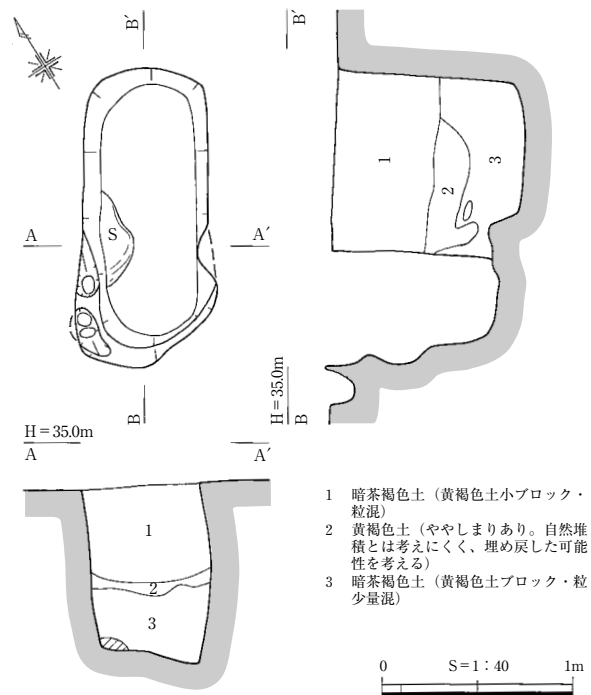 B′
B′
1
2
3
S
A
A′
B
H＝35.0m
B
H＝35.0m
A
A′
1
2
3
1 暗茶褐色土（黄褐色土小ブロック・
粒混）
2 黄褐色土（ややしまりあり。自然堆
積とは考えにくく、埋め戻した可能
性を考える）
3 暗茶褐色土（黄褐色土ブロック・粒
少量混）
0 S＝1：40 1m